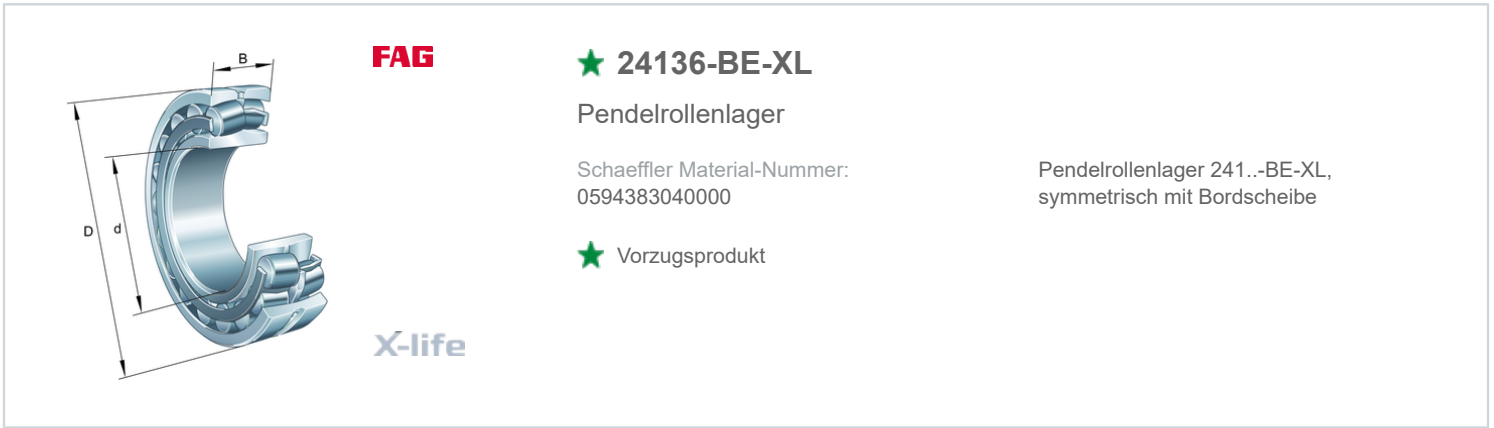 FAG
B
D
d
X-life
24136-BE-XL
Pendelrollenlager
Schaeffler Material-Nummer:
0594383040000
Vorzugsprodukt
Pendelrollenlager 241..-BE-XL,
symmetrisch mit Bordscheibe